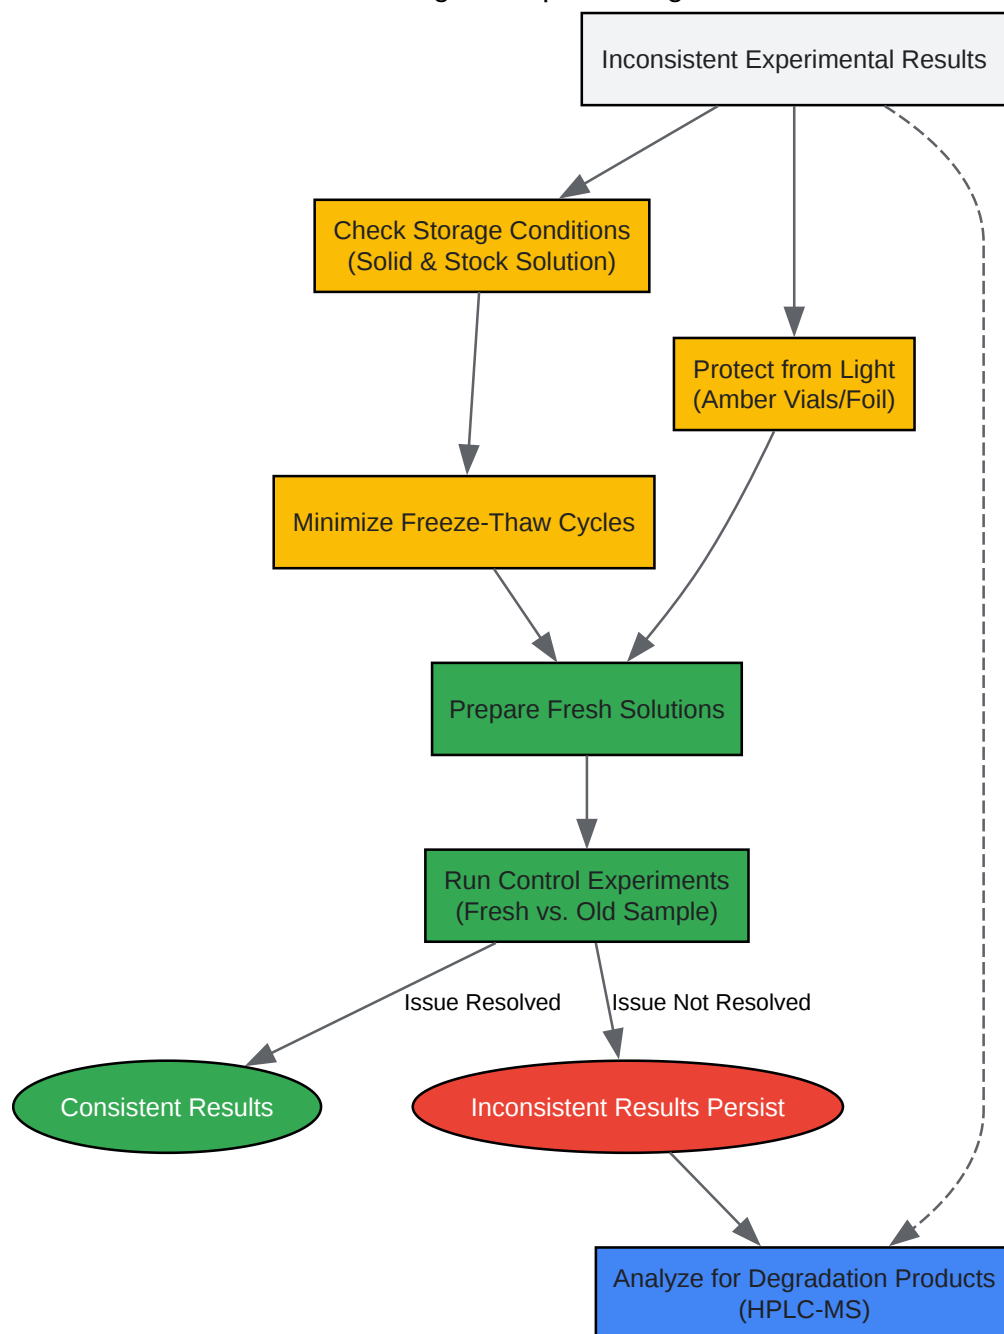 Inconsistent Experimental Results
Check Storage Conditions
(Solid & Stock Solution)
Protect from Light
(Amber Vials/Foil)
Minimize Freeze-Thaw Cycles
Prepare Fresh Solutions
Run Control Experiments
(Fresh vs. Old Sample)
Issue Resolved
Issue Not Resolved
Consistent Results
Inconsistent Results Persist
Analyze for Degradation Products
(HPLC-MS)